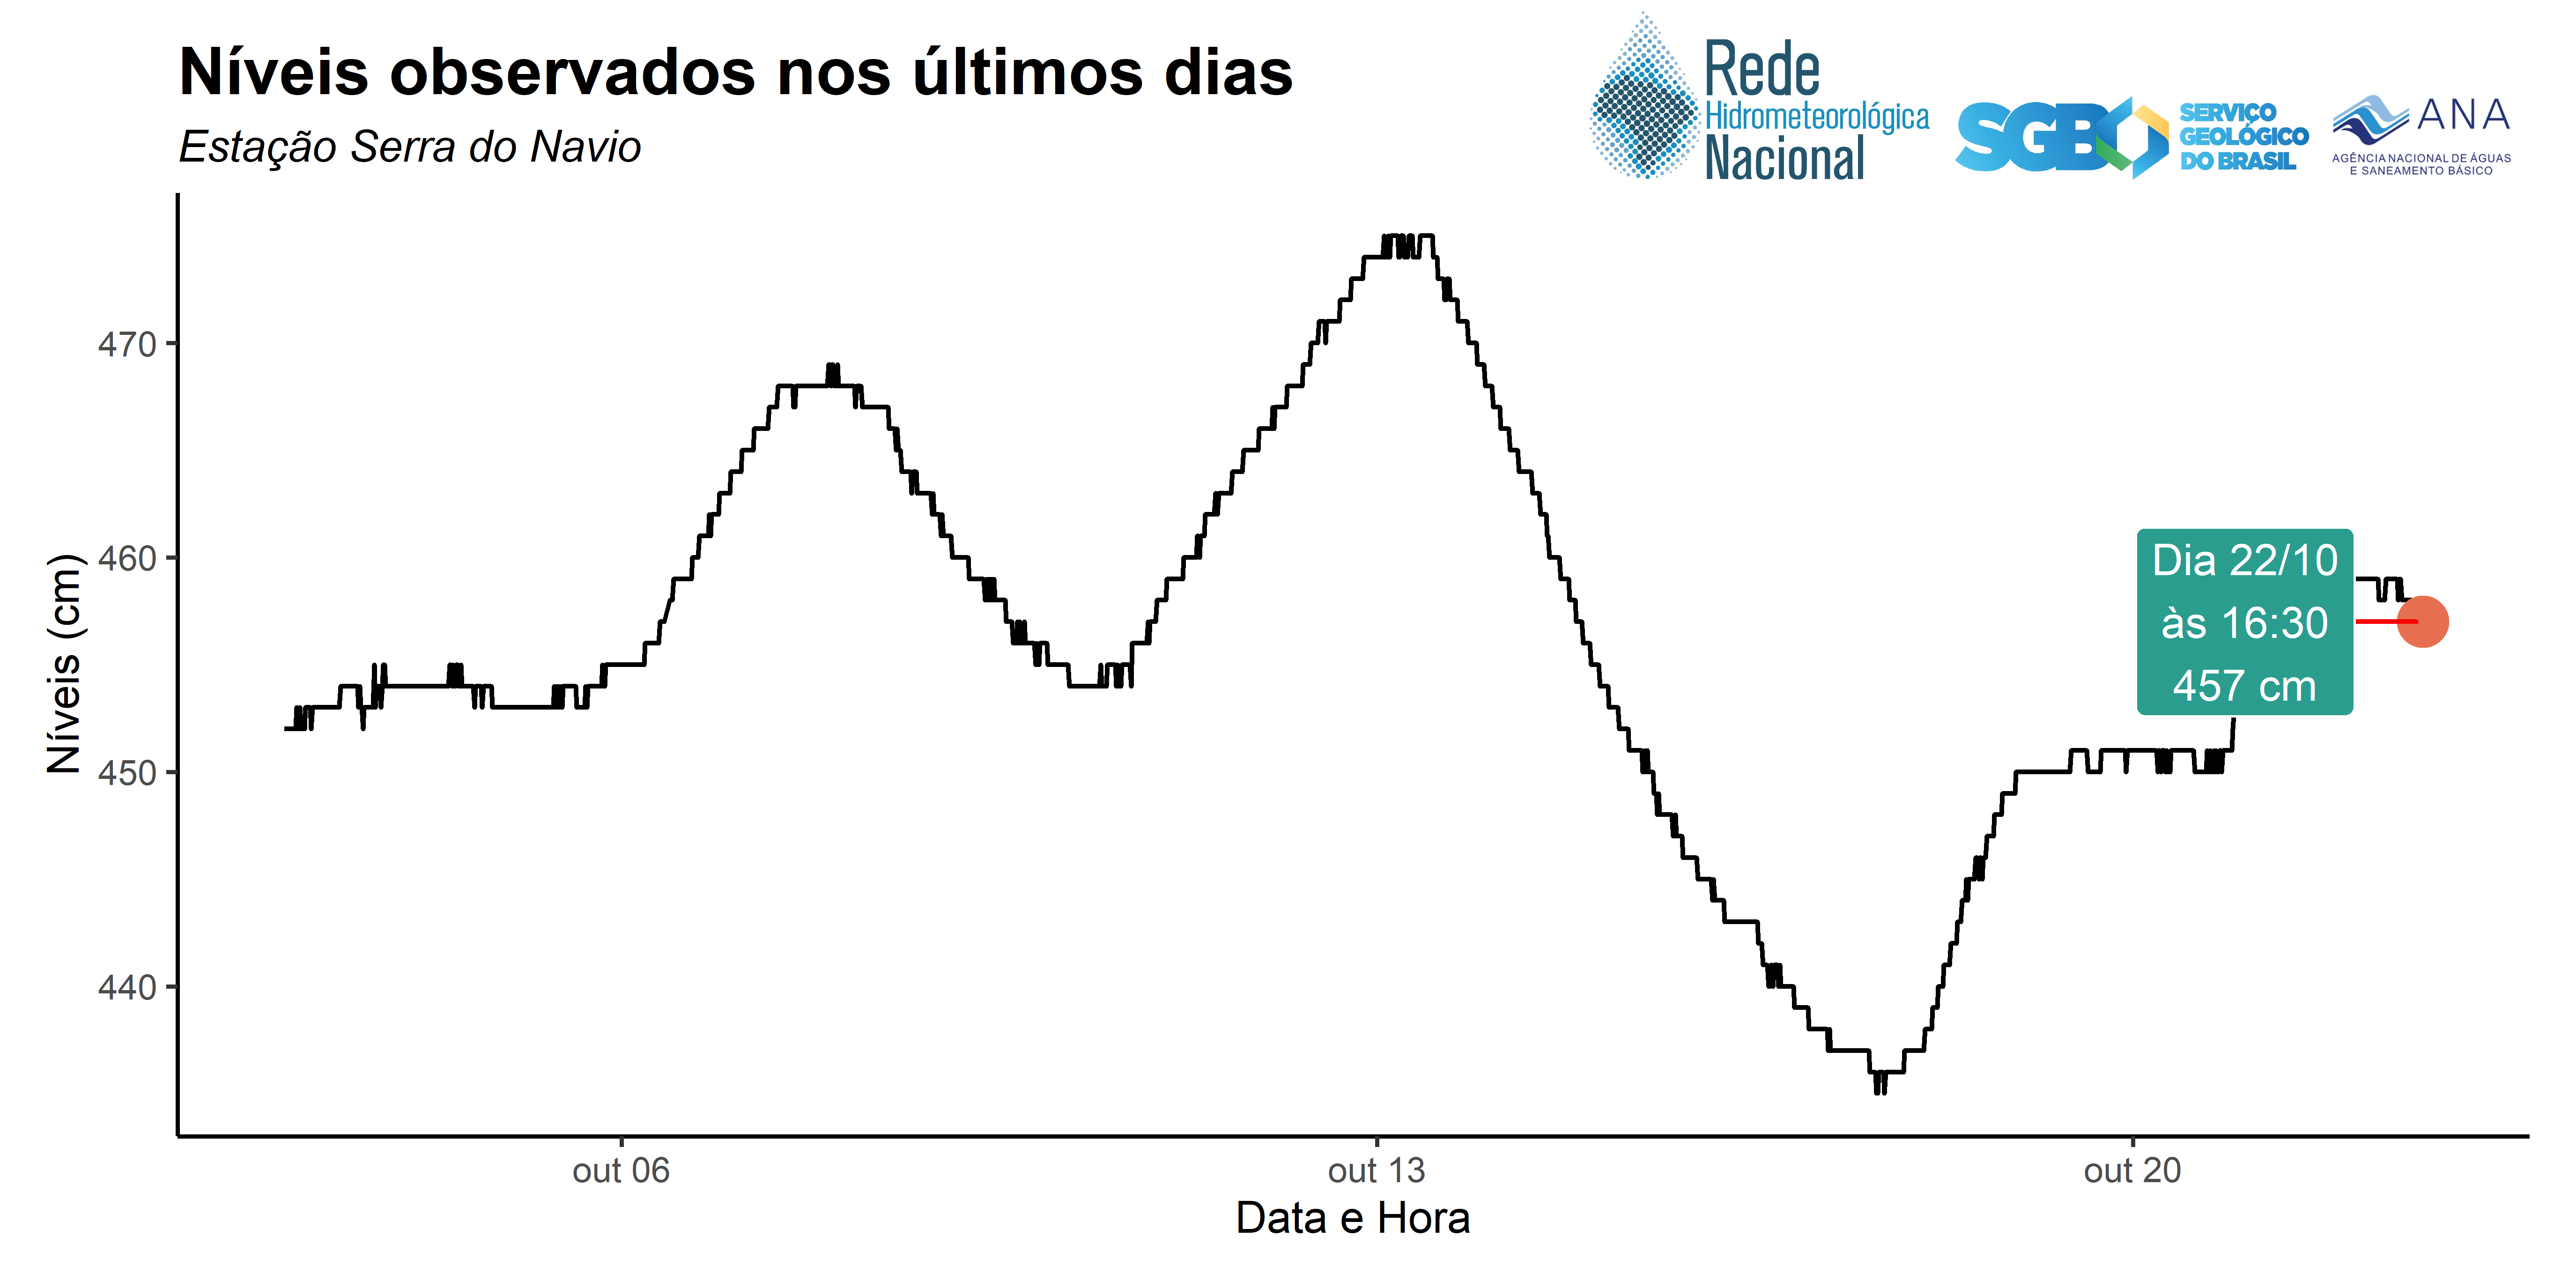 Níveis observados nos últimos dias
Estação Serra do Navio
Rede
Hidrometeorológica
Nacional
SGB
SERVIÇO
GEOLÓGICO
DO BRASIL
ANA
AGÊNCIA NACIONAL DE ÁGUAS
E SANEAMENTO BÁSICO
Níveis (cm)
470
460
450
440
Dia 22/10
às 16:30
457 cm
out 06
out 13
out 20
Data e Hora